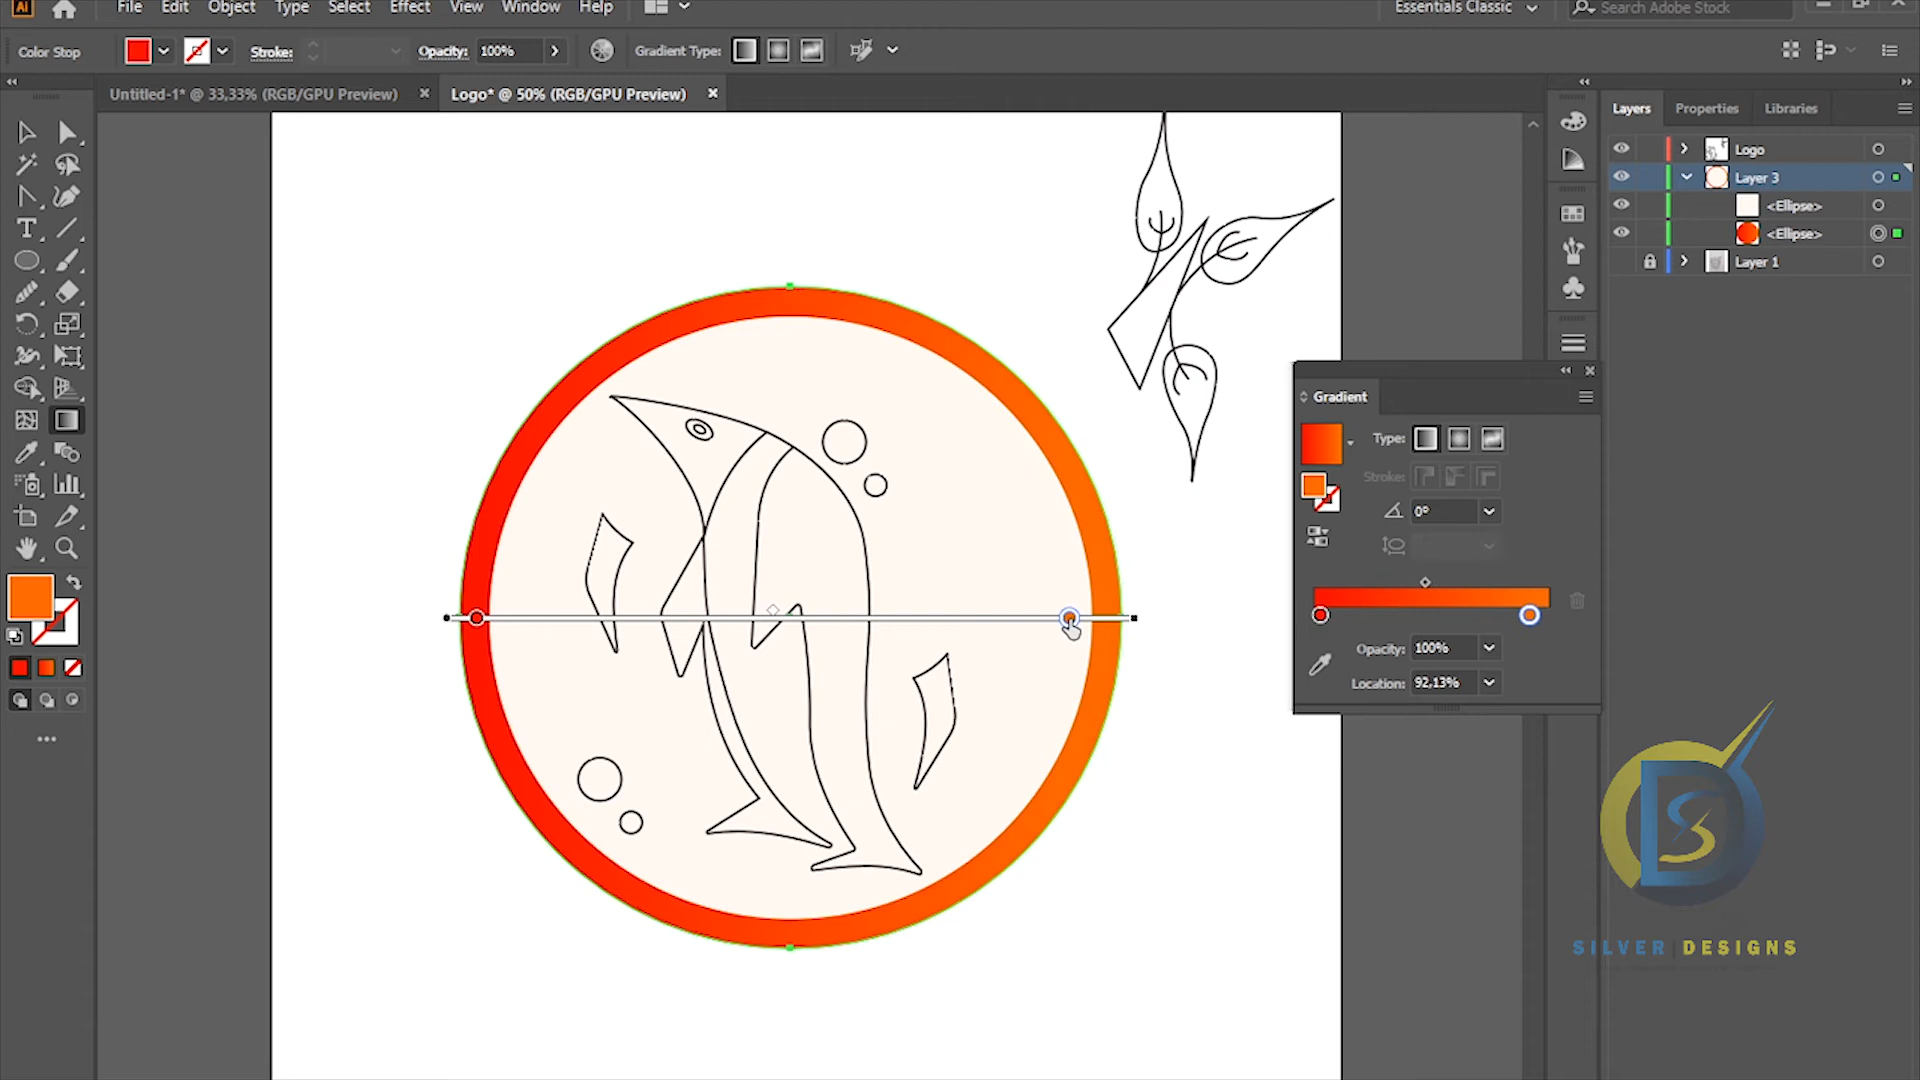 Ai File Edit Object Type Select Effect View Window Help Essentials Classic Search Adobe Stock
Color Stop Stroke: Opacity: 100% Gradient Type:
Untitled-1* @ 33,33% (RGB/GPU Preview) Logo* @ 50% (RGB/GPU Preview)
Layers Properties Libraries
Logo
Layer 3
<Ellipse>
<Ellipse>
Layer 1
Gradient
Type:
Stroke:
0°
Opacity: 100%
Location: 92,13%
SILVER DESIGNS